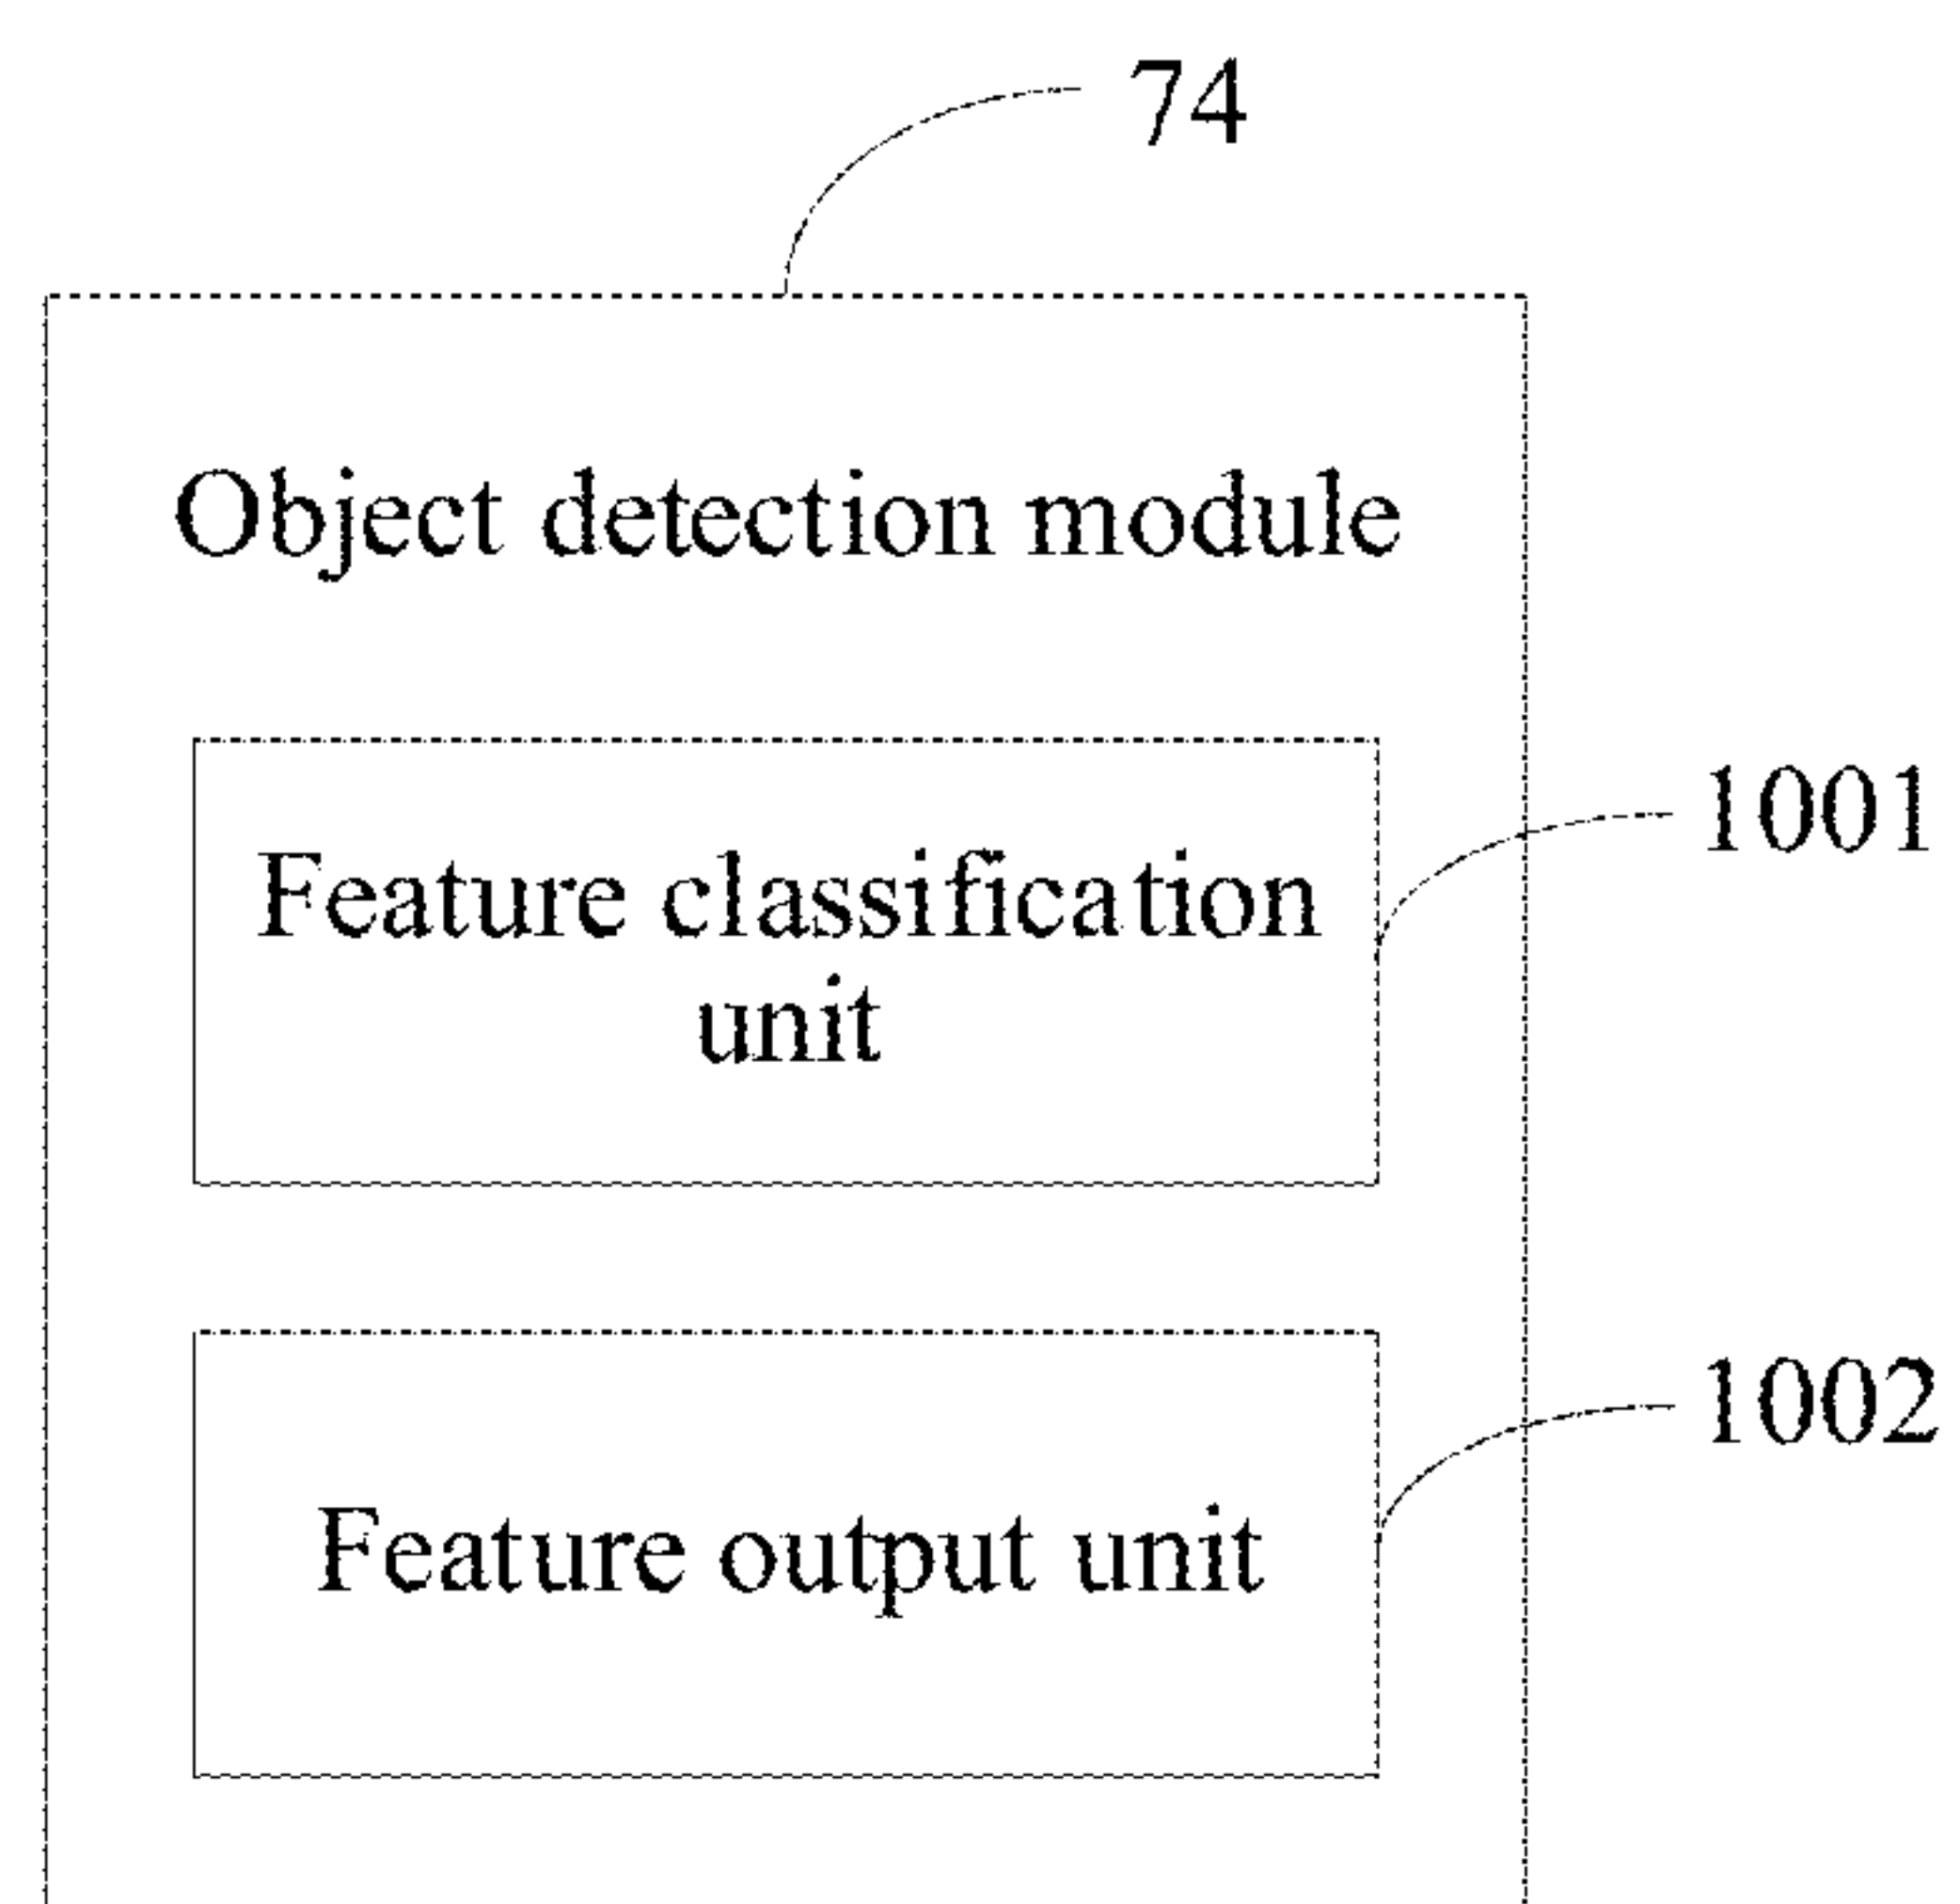 74
Object detection module
1001
Feature classification
unit
1002
Feature output unit